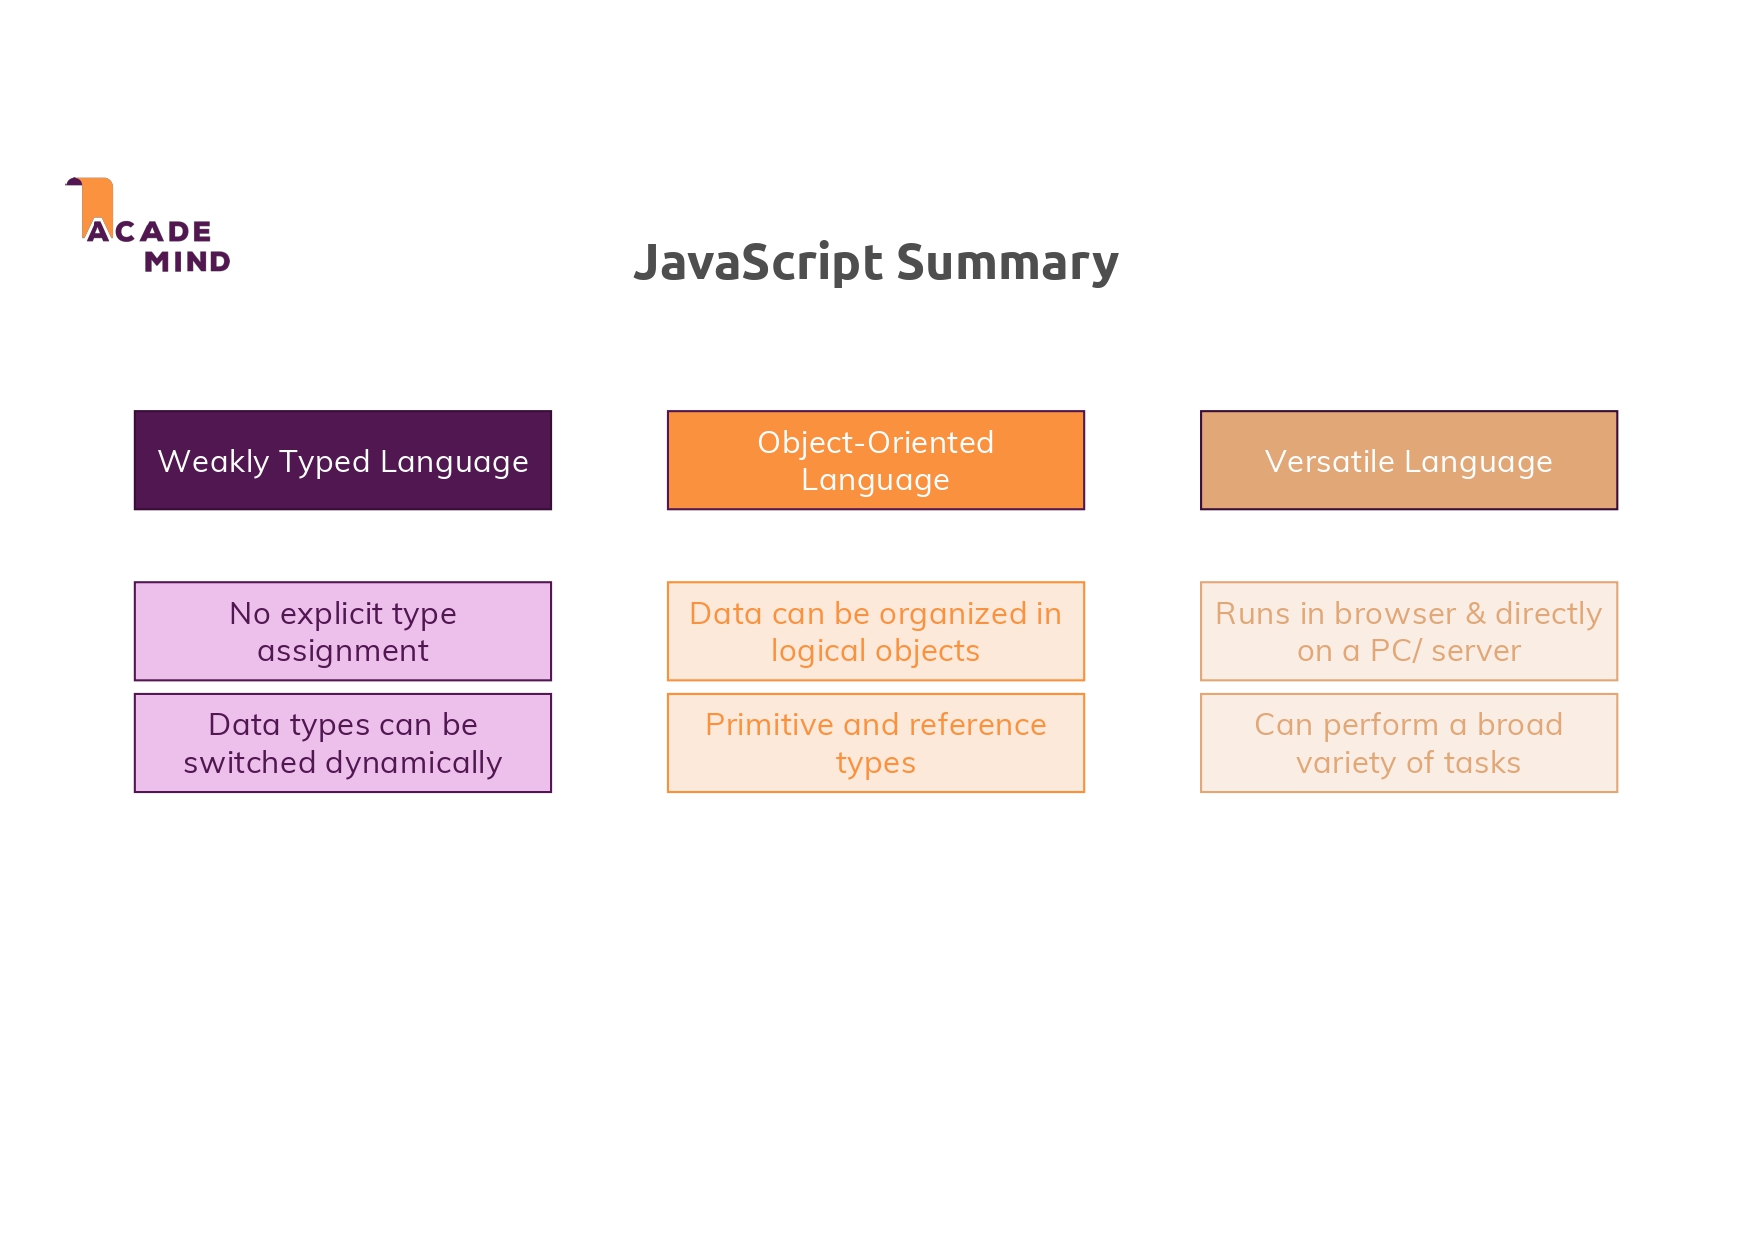 ACADE
MIND
JavaScript Summary
Weakly Typed Language
Object-Oriented
Language
Versatile Language
No explicit type
assignment
Data can be organized in
logical objects
Runs in browser & directly
on a PC/ server
Data types can be
switched dynamically
Primitive and reference
types
Can perform a broad
variety of tasks